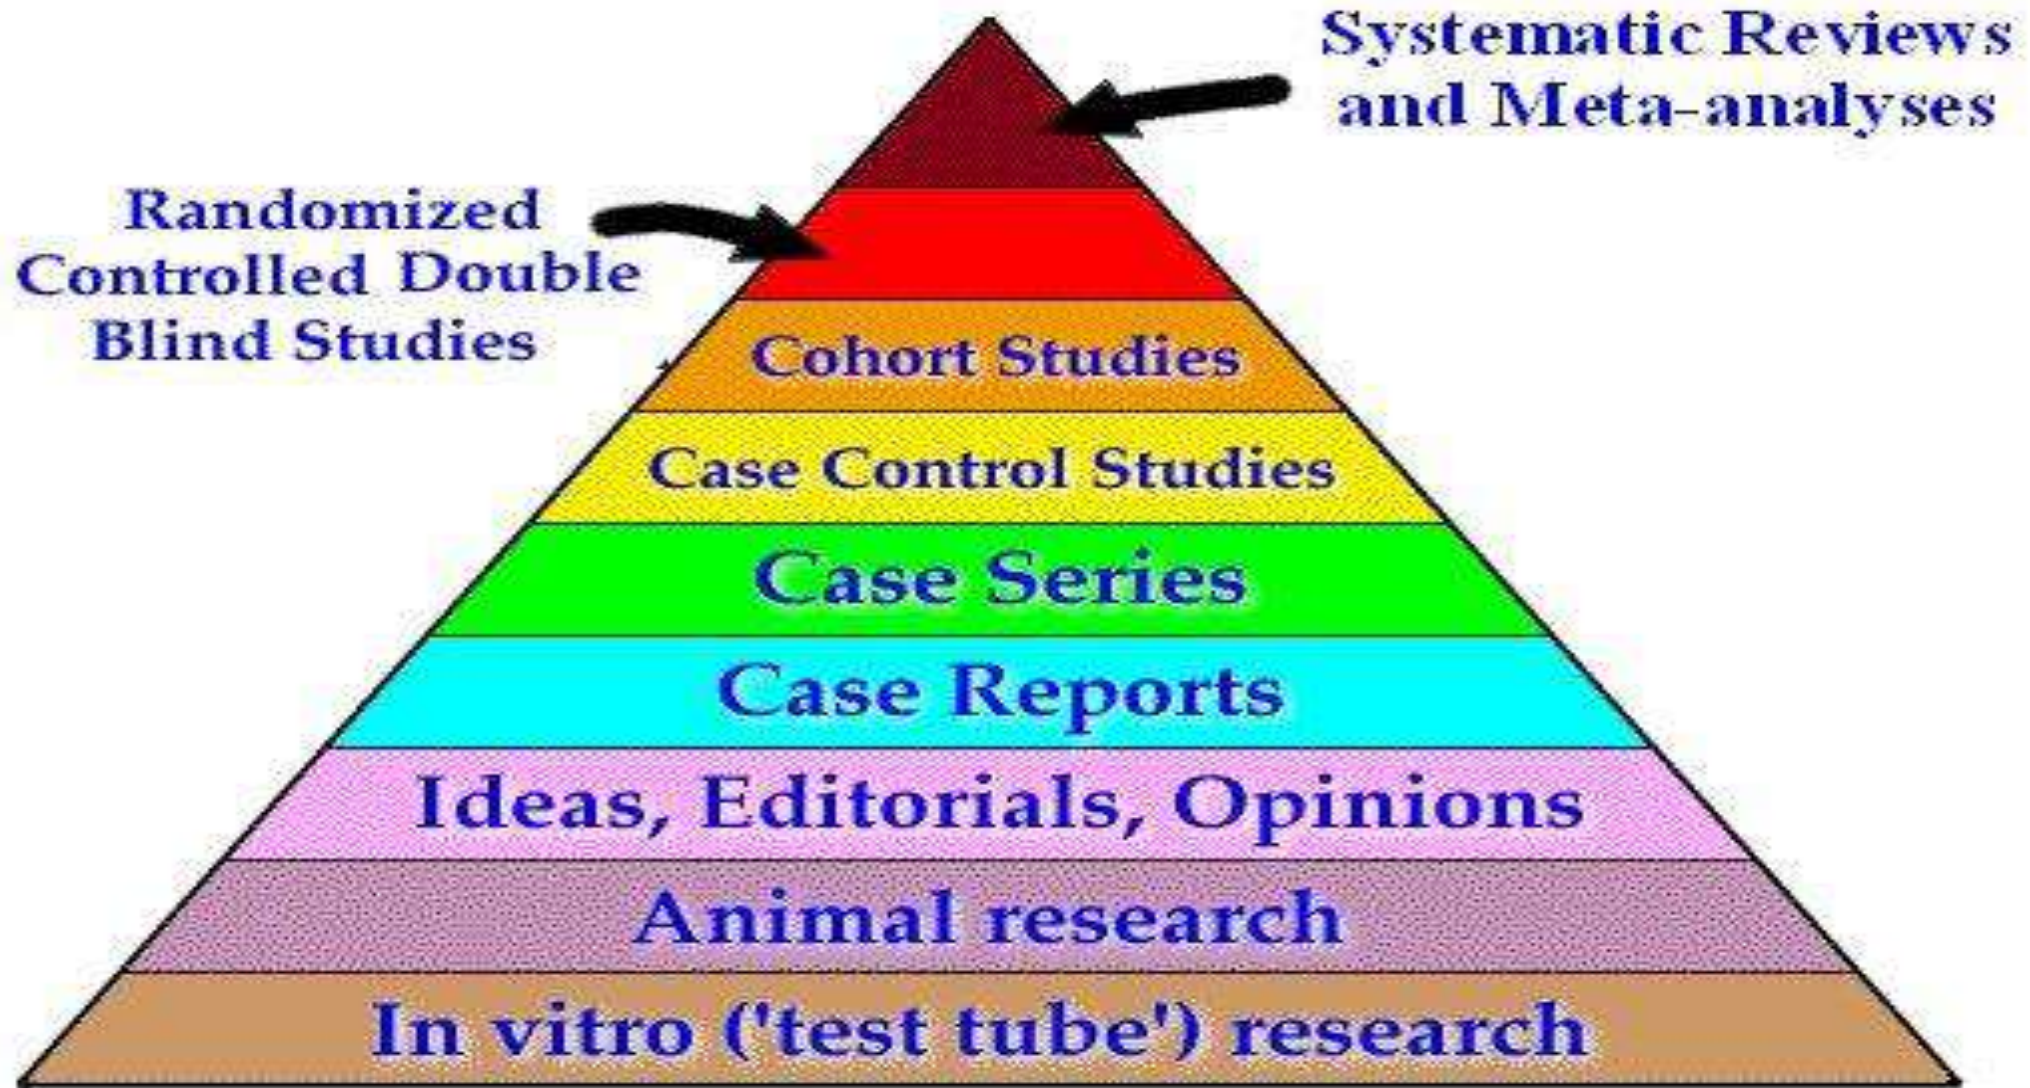 Systematic Reviews
and Meta-analyses
Randomized
Controlled Double
Blind Studies
Cohort Studies
Case Control Studies
Case Series
Case Reports
Ideas, Editorials, Opinions
Animal research
In vitro ('test tube') research